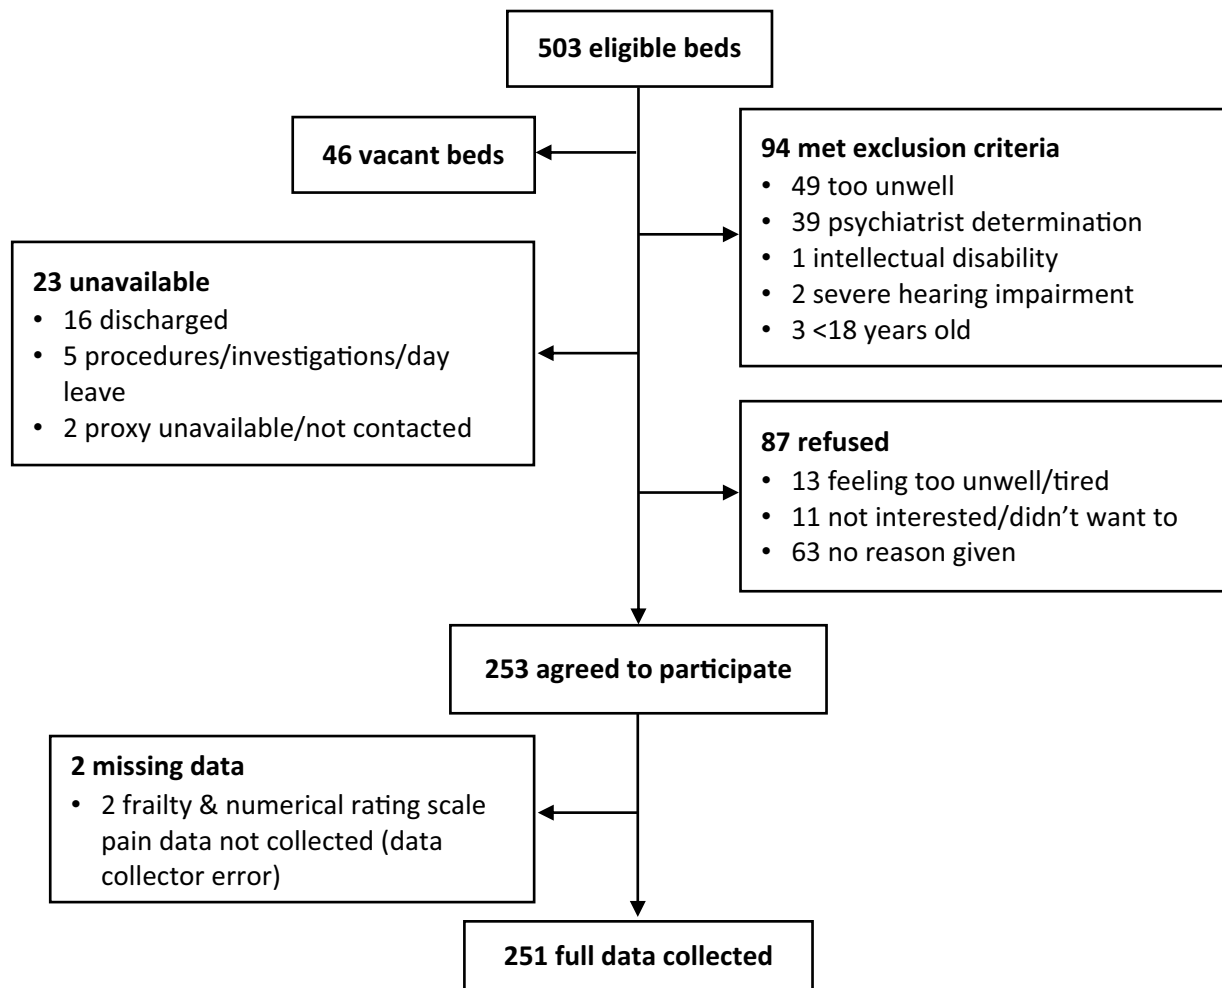 503 eligible beds
46 vacant beds
94 met exclusion criteria
• 49 too unwell
• 39 psychiatrist determination
• 1 intellectual disability
• 2 severe hearing impairment
• 3 <18 years old
23 unavailable
• 16 discharged
• 5 procedures/investigations/day
leave
• 2 proxy unavailable/not contacted
87 refused
• 13 feeling too unwell/tired
• 11 not interested/didn’t want to
• 63 no reason given
253 agreed to participate
2 missing data
• 2 frailty & numerical rating scale
pain data not collected (data
collector error)
251 full data collected